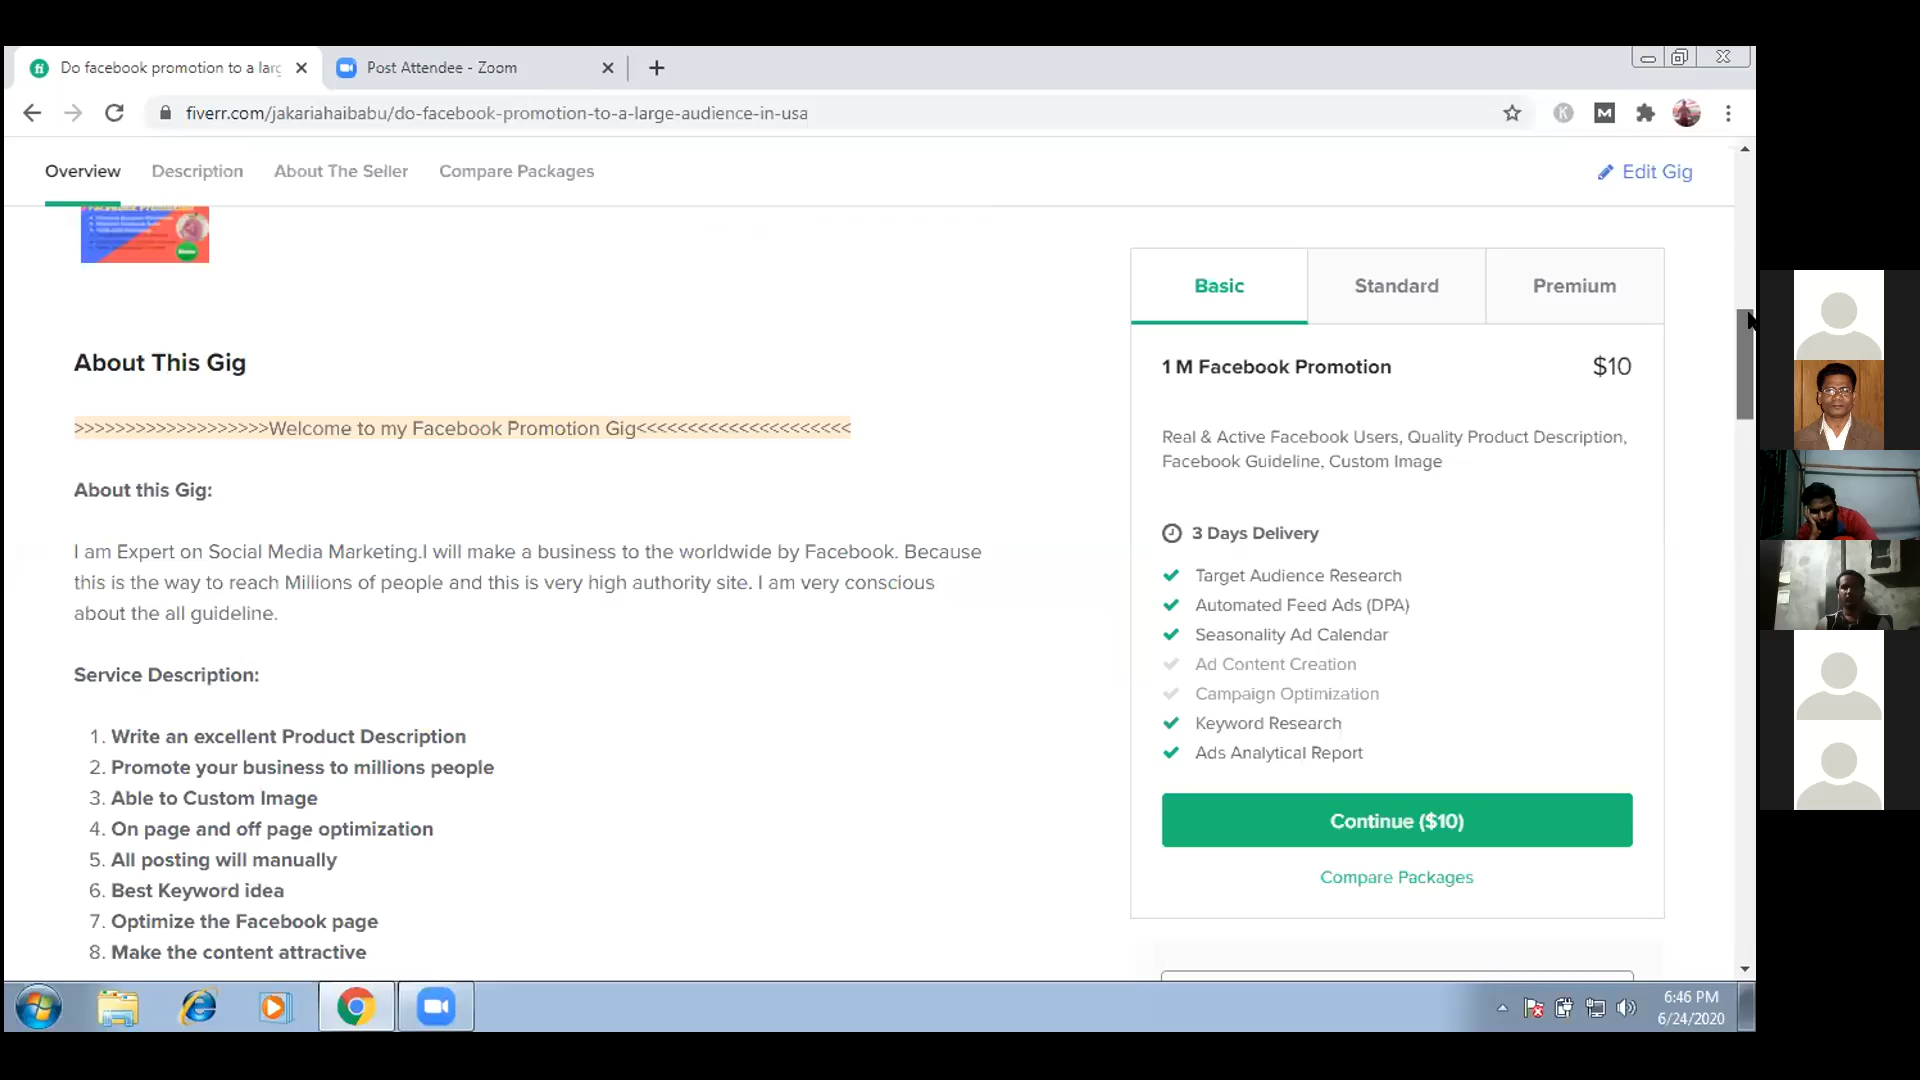 Do facebook promotion to a larg
Post Attendee - Zoom
fiverr.com/jakariahaibabu/do-facebook-promotion-to-a-large-audience-in-usa
Overview
Description
About The Seller
Compare Packages
Edit Gig
About This Gig
>>>>>>>>>>>>>>>>>>>Welcome to my Facebook Promotion Gig<<<<<<<<<<<<<<<<<<<<<
About this Gig:
I am Expert on Social Media Marketing.I will make a business to the worldwide by Facebook. Because
this is the way to reach Millions of people and this is very high authority site. I am very conscious
about the all guideline.
Service Description:
1. Write an excellent Product Description
2. Promote your business to millions people
3. Able to Custom Image
4. On page and off page optimization
5. All posting will manually
6. Best Keyword idea
7. Optimize the Facebook page
8. Make the content attractive
Basic
Standard
Premium
1 M Facebook Promotion
$10
Real & Active Facebook Users, Quality Product Description,
Facebook Guideline, Custom Image
3 Days Delivery
Target Audience Research
Automated Feed Ads (DPA)
Seasonality Ad Calendar
Ad Content Creation
Campaign Optimization
Keyword Research
Ads Analytical Report
Continue ($10)
Compare Packages
6:46 PM
6/24/2020